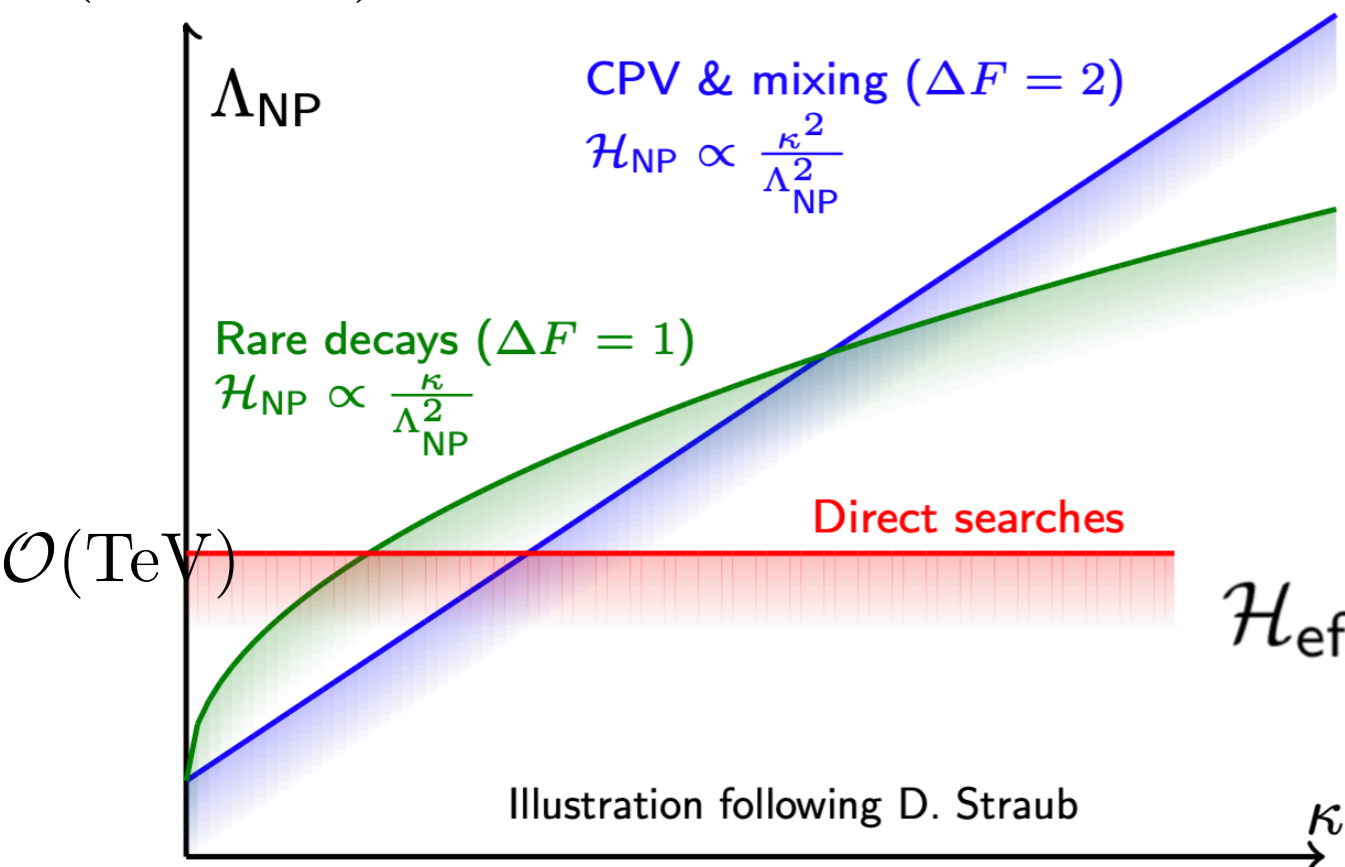 Λ_NP
CPV & mixing (ΔF = 2)
ℋ_NP ∝ κ²/Λ²_NP
Rare decays (ΔF = 1)
ℋ_NP ∝ κ/Λ²_NP
Direct searches
𝒪(TeV)
ℋ_ef
Illustration following D. Straub
κ